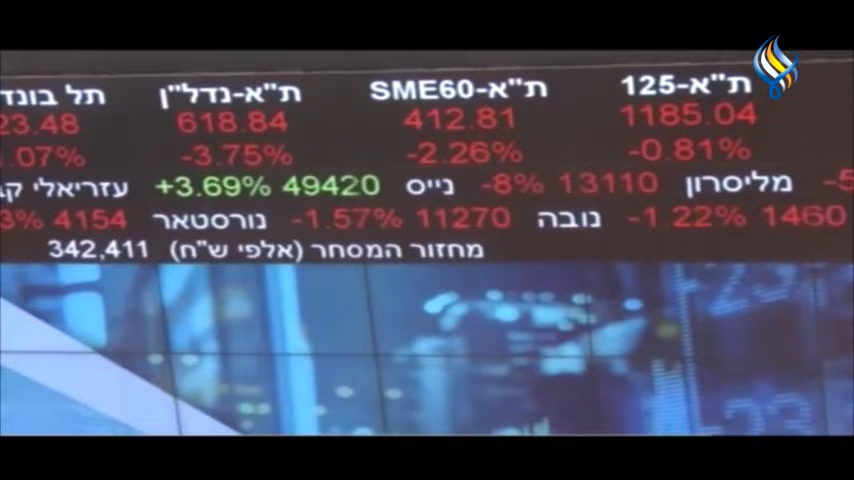 ת"א-125 ת"א-SME60 ת"א-נדל"ן תל בונד
1185.04 412.81 618.84 23.48
-0.81% -2.26% -3.75% .07%
-5 מליסרון 13110 -8% נייס 49420 +3.69% עזריאלי
1460 -1.22% נובה 11270 -1.57% נורסטאר 4154 3%
מחזור המסחר (אלפי ש"ח) 342,411